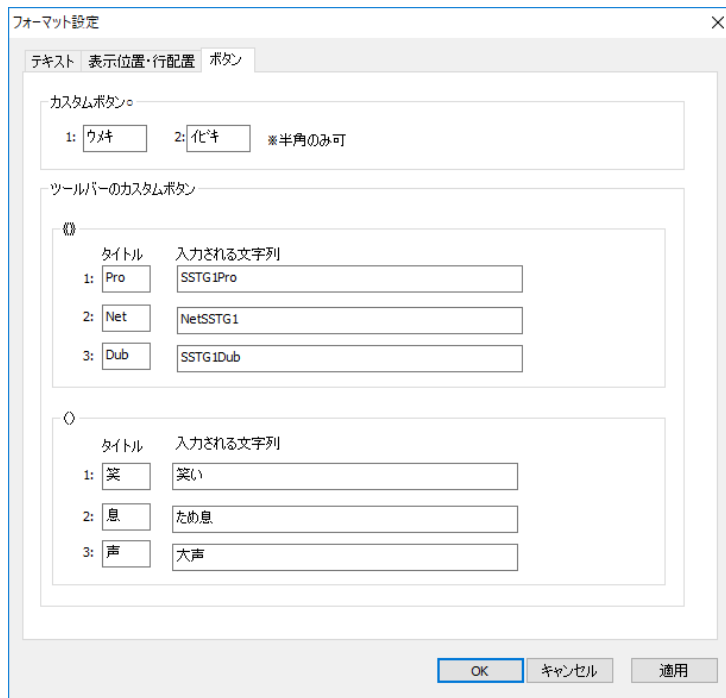 フォーマット設定
テキスト 表示位置・行配置 ボタン
カスタムボタン○
1: ウメキ 2: イビキ ※半角のみ可
ツールバーのカスタムボタン
《》
タイトル 入力される文字列
1: Pro SSTG1Pro
2: Net NetSSTG1
3: Dub SSTG1Dub
〈〉
タイトル 入力される文字列
1: 笑 笑い
2: 息 ため息
3: 声 大声
OK キャンセル 適用